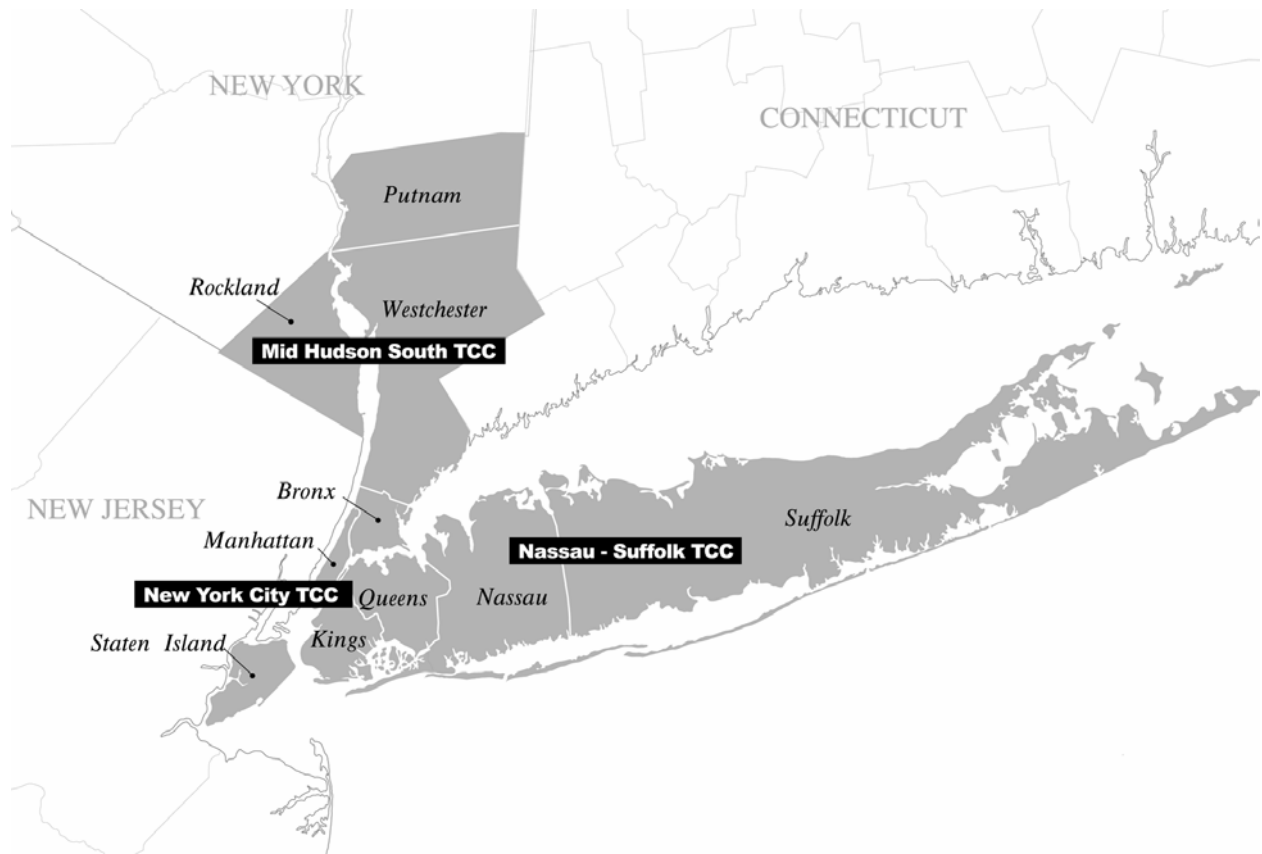 NEW YORK
CONNECTICUT
Putnam
Rockland
Westchester
Mid Hudson South TCC
Bronx
NEW JERSEY
Suffolk
Manhattan
Nassau - Suffolk TCC
New York City TCC
Queens
Nassau
Kings
Staten Island